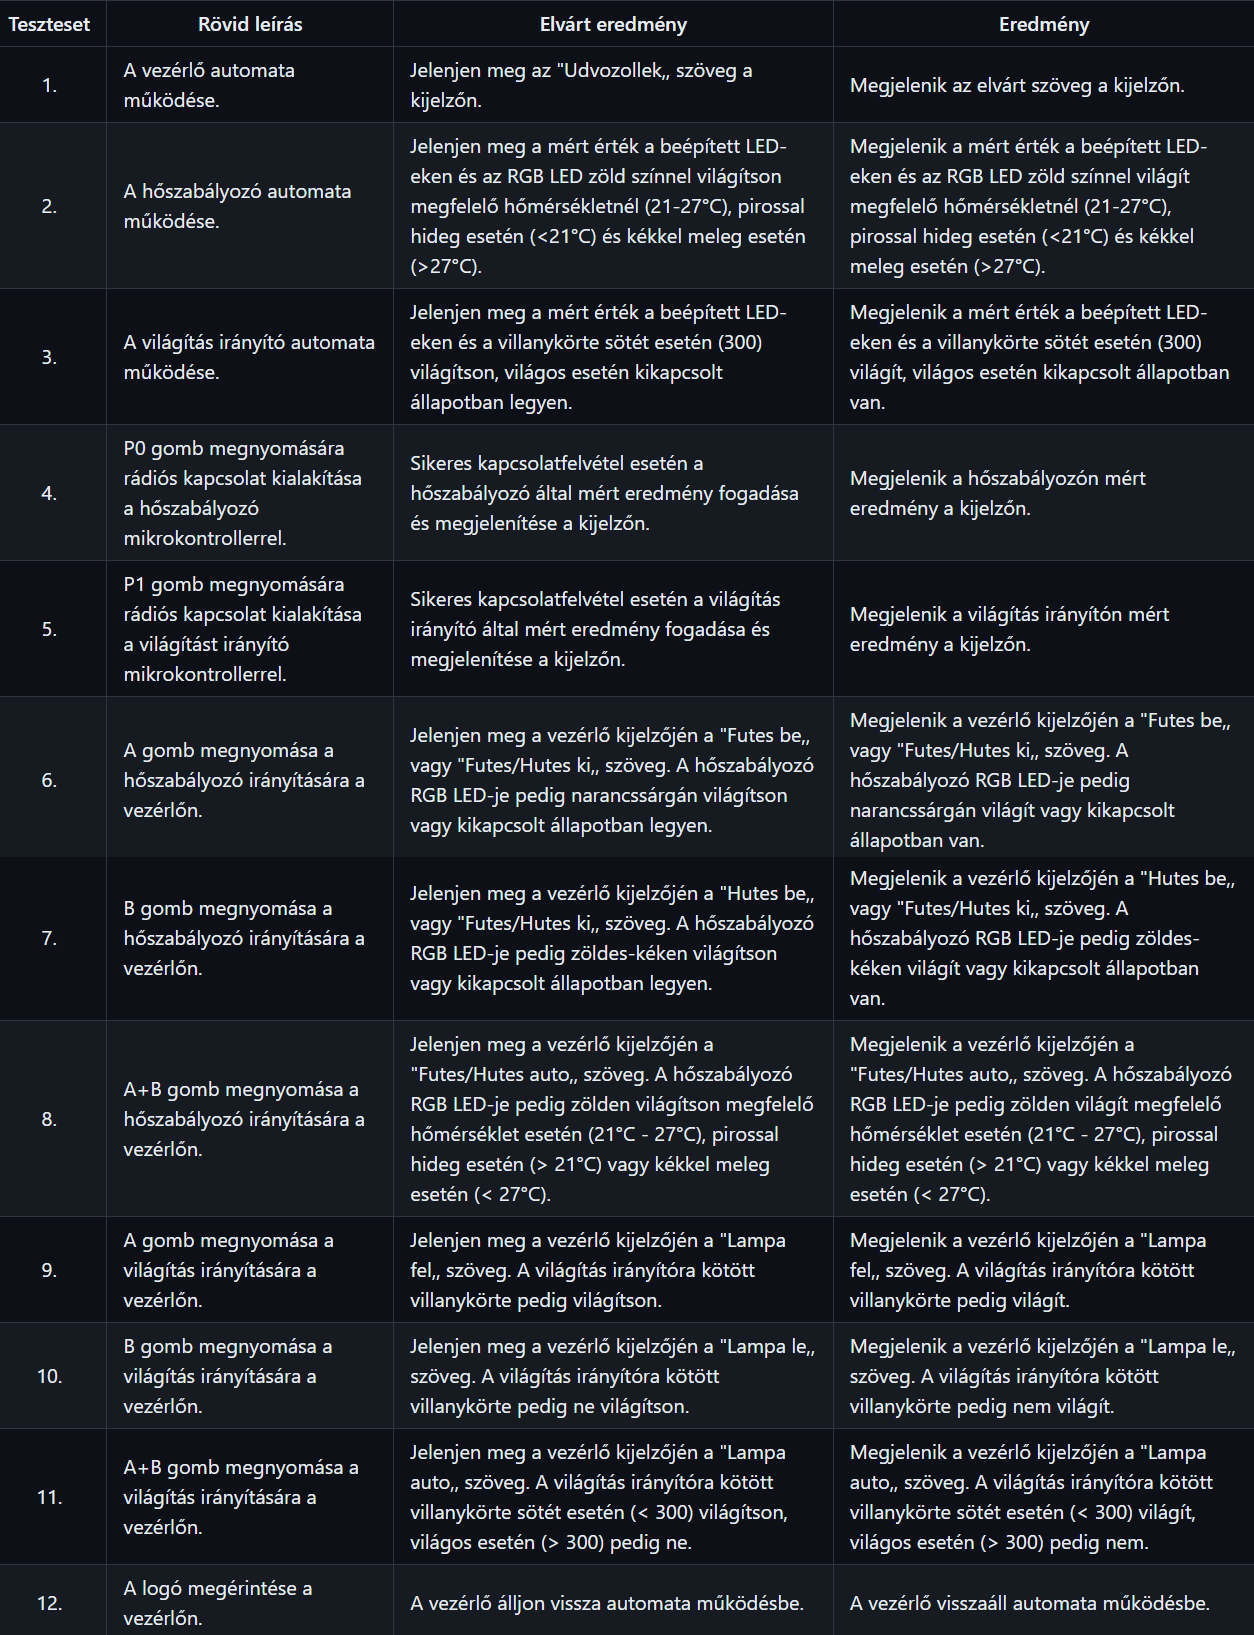 Teszteset Rövid leírás Elvárt eredmény Eredmény
1.
A vezérlő automata
működése.
Jelenjen meg az "Udvozollek,, szöveg a
kijelzőn.
Megjelenik az elvárt szöveg a kijelzőn.
2.
A hőszabályozó automata
működése.
Jelenjen meg a mért érték a beépített LED-
eken és az RGB LED zöld színnel világítson
megfelelő hőmérsékletnél (21-27°C), pirossal
hideg esetén (<21°C) és kékkel meleg esetén
(>27°C).
Megjelenik a mért érték a beépített LED-
eken és az RGB LED zöld színnel világít
megfelelő hőmérsékletnél (21-27°C),
pirossal hideg esetén (<21°C) és kékkel
meleg esetén (>27°C).
3.
A világítás irányító automata
működése.
Jelenjen meg a mért érték a beépített LED-
eken és a villanykörte sötét esetén (300)
világítson, világos esetén kikapcsolt
állapotban legyen.
Megjelenik a mért érték a beépített LED-
eken és a villanykörte sötét esetén (300)
világít, világos esetén kikapcsolt állapotban
van.
4.
P0 gomb megnyomására
rádiós kapcsolat kialakítása
a hőszabályozó
mikrokontrollerrel.
Sikeres kapcsolatfelvétel esetén a
hőszabályozó által mért eredmény fogadása
és megjelenítése a kijelzőn.
Megjelenik a hőszabályozón mért
eredmény a kijelzőn.
5.
P1 gomb megnyomására
rádiós kapcsolat kialakítása
a világítást irányító
mikrokontrollerrel.
Sikeres kapcsolatfelvétel esetén a világítás
irányító által mért eredmény fogadása és
megjelenítése a kijelzőn.
Megjelenik a világítás irányítón mért
eredmény a kijelzőn.
6.
A gomb megnyomása a
hőszabályozó irányítására a
vezérlőn.
Jelenjen meg a vezérlő kijelzőjén a "Futes be,,
vagy "Futes/Hutes ki,, szöveg. A hőszabályozó
RGB LED-je pedig narancssárgán világítson
vagy kikapcsolt állapotban legyen.
Megjelenik a vezérlő kijelzőjén a "Futes be,,
vagy "Futes/Hutes ki,, szöveg. A
hőszabályozó RGB LED-je pedig
narancssárgán világít vagy kikapcsolt
állapotban van.
7.
B gomb megnyomása a
hőszabályozó irányítására a
vezérlőn.
Jelenjen meg a vezérlő kijelzőjén a "Hutes be,,
vagy "Futes/Hutes ki,, szöveg. A hőszabályozó
RGB LED-je pedig zöldes-kéken világítson
vagy kikapcsolt állapotban legyen.
Megjelenik a vezérlő kijelzőjén a "Hutes be,,
vagy "Futes/Hutes ki,, szöveg. A
hőszabályozó RGB LED-je pedig zöldes-
kéken világít vagy kikapcsolt állapotban
van.
8.
A+B gomb megnyomása a
hőszabályozó irányítására a
vezérlőn.
Jelenjen meg a vezérlő kijelzőjén a
"Futes/Hutes auto,, szöveg. A hőszabályozó
RGB LED-je pedig zölden világítson megfelelő
hőmérséklet esetén (21°C - 27°C), pirossal
hideg esetén (> 21°C) vagy kékkel meleg
esetén (< 27°C).
Megjelenik a vezérlő kijelzőjén a
"Futes/Hutes auto,, szöveg. A hőszabályozó
RGB LED-je pedig zölden világít megfelelő
hőmérséklet esetén (21°C - 27°C), pirossal
hideg esetén (> 21°C) vagy kékkel meleg
esetén (< 27°C).
9.
A gomb megnyomása a
világítás irányítására a
vezérlőn.
Jelenjen meg a vezérlő kijelzőjén a "Lampa
fel,, szöveg. A világítás irányítóra kötött
villanykörte pedig világítson.
Megjelenik a vezérlő kijelzőjén a "Lampa
fel,, szöveg. A világítás irányítóra kötött
villanykörte pedig világít.
10.
B gomb megnyomása a
világítás irányítására a
vezérlőn.
Jelenjen meg a vezérlő kijelzőjén a "Lampa le,,
szöveg. A világítás irányítóra kötött
villanykörte pedig ne világítson.
Megjelenik a vezérlő kijelzőjén a "Lampa le,,
szöveg. A világítás irányítóra kötött
villanykörte pedig nem világít.
11.
A+B gomb megnyomása a
világítás irányítására a
vezérlőn.
Jelenjen meg a vezérlő kijelzőjén a "Lampa
auto,, szöveg. A világítás irányítóra kötött
villanykörte sötét esetén (< 300) világítson,
világos esetén (> 300) pedig ne.
Megjelenik a vezérlő kijelzőjén a "Lampa
auto,, szöveg. A világítás irányítóra kötött
villanykörte sötét esetén (< 300) világít,
világos esetén (> 300) pedig nem.
12.
A logó megérintése a
vezérlőn.
A vezérlő álljon vissza automata működésbe.
A vezérlő visszaáll automata működésbe.